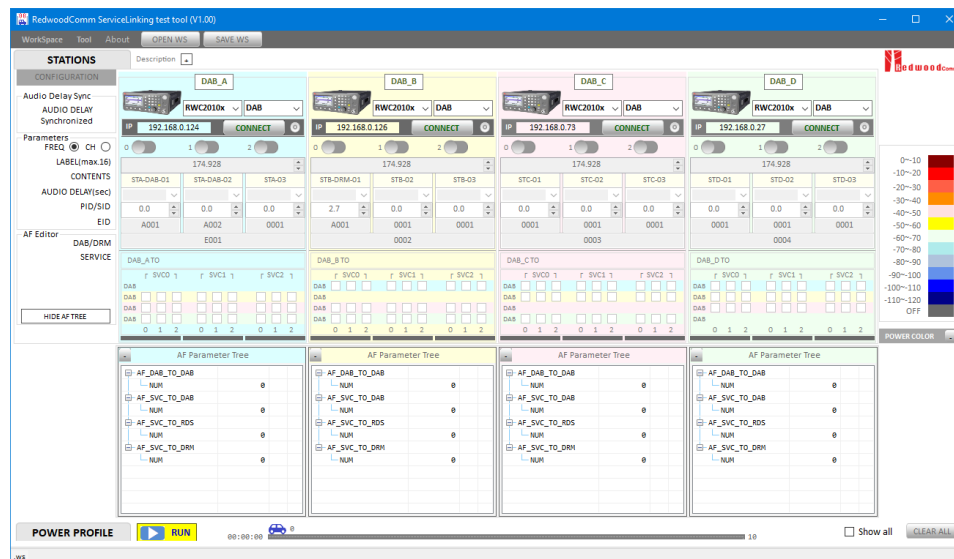 RedwoodComm ServiceLinking test tool (V1.00)
WorkSpace Tool About OPEN WS SAVE WS
STATIONS Description
Redwood Comm
CONFIGURATION
DAB_A DAB_B DAB_C DAB_D
Audio Delay Sync
AUDIO DELAY
Synchronized
RWC2010x DAB RWC2010x DAB RWC2010x DAB RWC2010x DAB
IP 192.168.0.124 CONNECT IP 192.168.0.126 CONNECT IP 192.168.0.73 CONNECT IP 192.168.0.27 CONNECT
Parameters
FREQ CH 0 1 2 0 1 2 0 1 2 0 1 2
LABEL(max.16) 174.928 174.928 174.928 174.928
CONTENTS STA-DAB-01 STA-DAB-02 STA-03 STB-DRM-01 STB-02 STB-03 STC-01 STC-02 STC-03 STD-01 STD-02 STD-03
AUDIO DELAY(sec)
PID/SID 0.0 0.0 0.0 2.7 0.0 0.0 0.0 0.0 0.0 0.0 0.0 0.0
EID A001 A002 0001 A001 0001 0001 0001 0001 0001 0001 0001 0001
E001 0002 0003 0004
AF Editor
DAB/DRM
SERVICE
DAB_A TO DAB_B TO DAB_C TO DAB_D TO
SVC0 SVC1 SVC2 SVC0 SVC1 SVC2 SVC0 SVC1 SVC2 SVC0 SVC1 SVC2
DAB DAB DAB DAB
DAB DAB DAB DAB
DAB DAB DAB DAB
DAB DAB DAB DAB
0 1 2 0 1 2 0 1 2 0 1 2 0 1 2 0 1 2 0 1 2 0 1 2 0 1 2 0 1 2 0 1 2 0 1 2
HIDE AF TREE
0~-10
-10~-20
-20~-30
-30~-40
-40~-50
-50~-60
-60~-70
-70~-80
-80~-90
-90~-100
-100~-110
-110~-120
OFF
POWER COLOR
- AF Parameter Tree - AF Parameter Tree - AF Parameter Tree - AF Parameter Tree
AF_DAB_TO_DAB AF_DAB_TO_DAB AF_DAB_TO_DAB AF_DAB_TO_DAB
NUM 0 NUM 0 NUM 0 NUM 0
AF_SVC_TO_DAB AF_SVC_TO_DAB AF_SVC_TO_DAB AF_SVC_TO_DAB
NUM 0 NUM 0 NUM 0 NUM 0
AF_SVC_TO_RDS AF_SVC_TO_RDS AF_SVC_TO_RDS AF_SVC_TO_RDS
NUM 0 NUM 0 NUM 0 NUM 0
AF_SVC_TO_DRM AF_SVC_TO_DRM AF_SVC_TO_DRM AF_SVC_TO_DRM
NUM 0 NUM 0 NUM 0 NUM 0
POWER PROFILE RUN 00:00:00 0 10 Show all CLEAR ALL
.ws